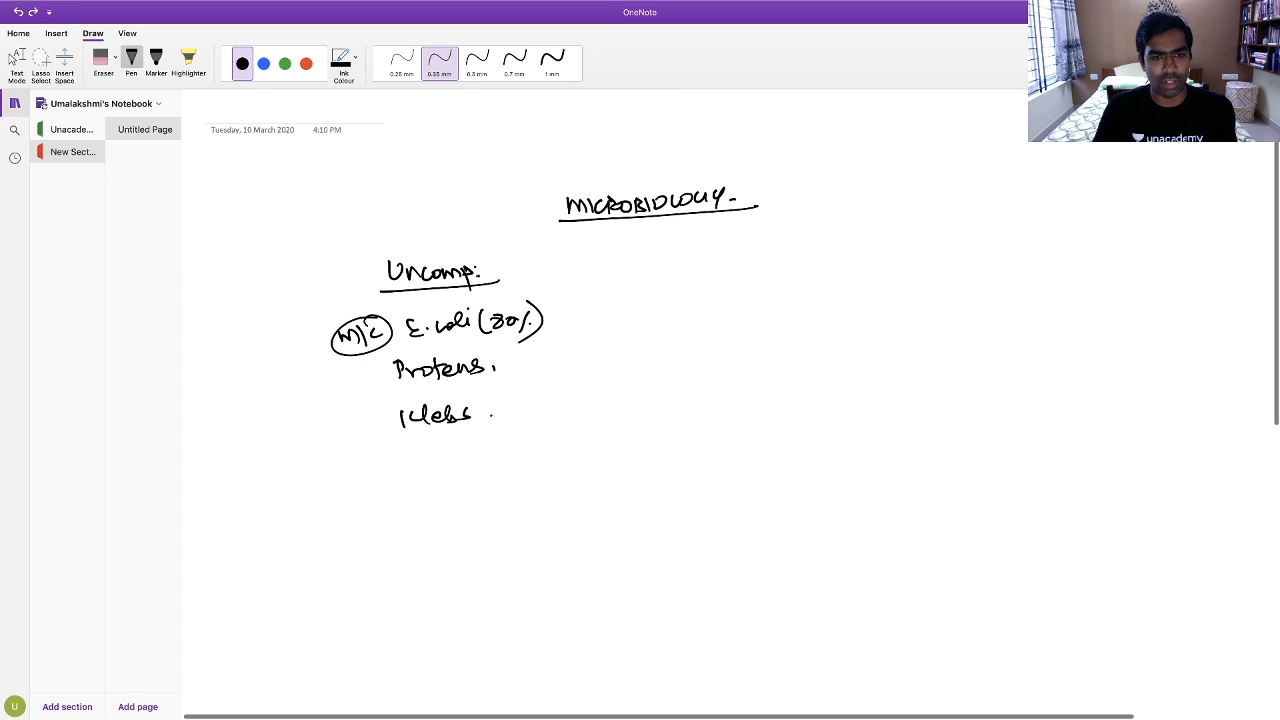 OneNote
Home Insert Draw View
Text Mode
Lasso Select
Insert Space
Eraser
Pen
Marker
Highlighter
Ink Colour
0.25 mm
0.35 mm
0.5 mm
0.7 mm
1 mm
Umalakshmi's Notebook
Unacade...
Untitled Page
New Sect...
Tuesday, 10 March 2020 4:10 PM
unacademy
MICROBIOLOGY-
Uncomp:
M/C E.coli (80%)
Proteus.
Klebs.
U
Add section
Add page